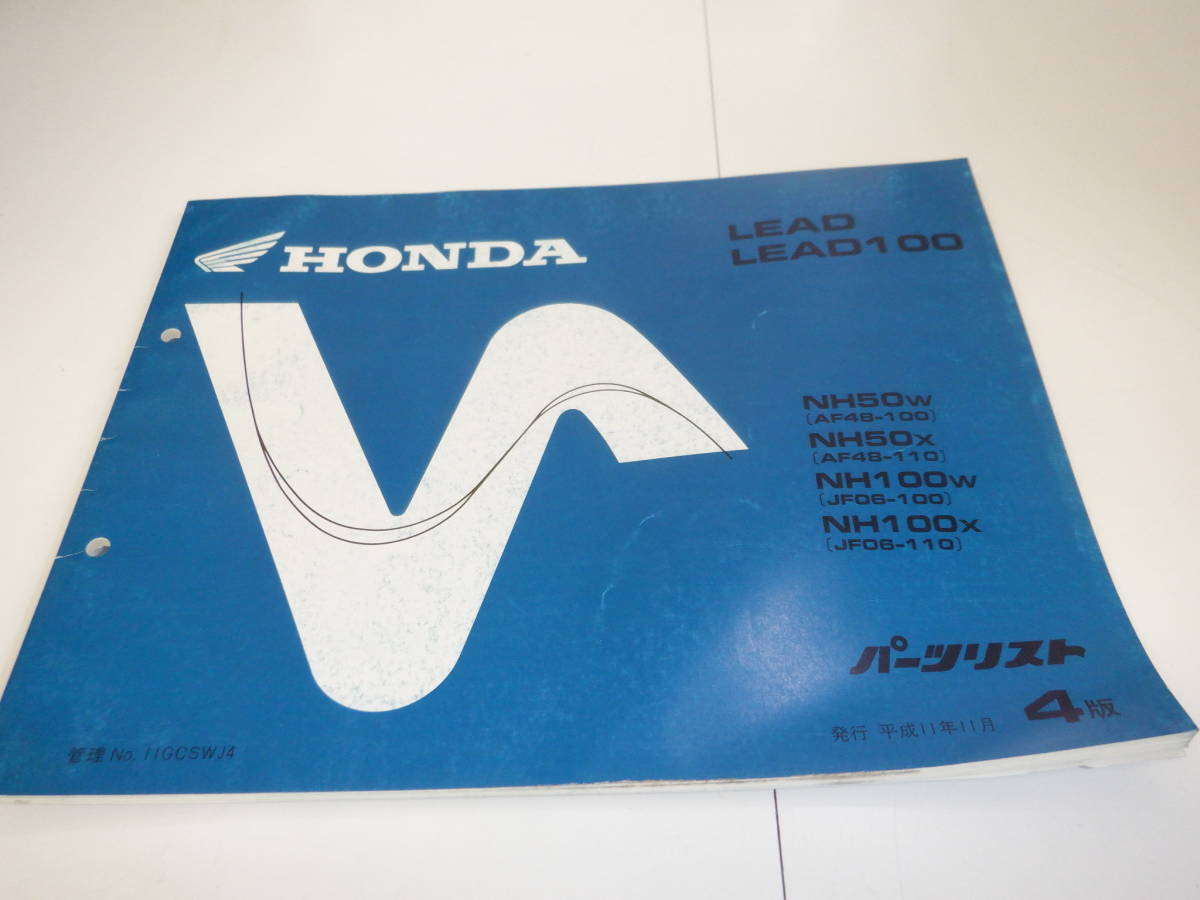 HONDA
LEAD
LEAD100
NH50W
(AF48-100)
NH50X
(AF48-110)
NH100W
(JF06-100)
NH100X
(JF06-110)
パーツリスト
4版
発行 平成11年11月
管理 No. 11GCSWJ4